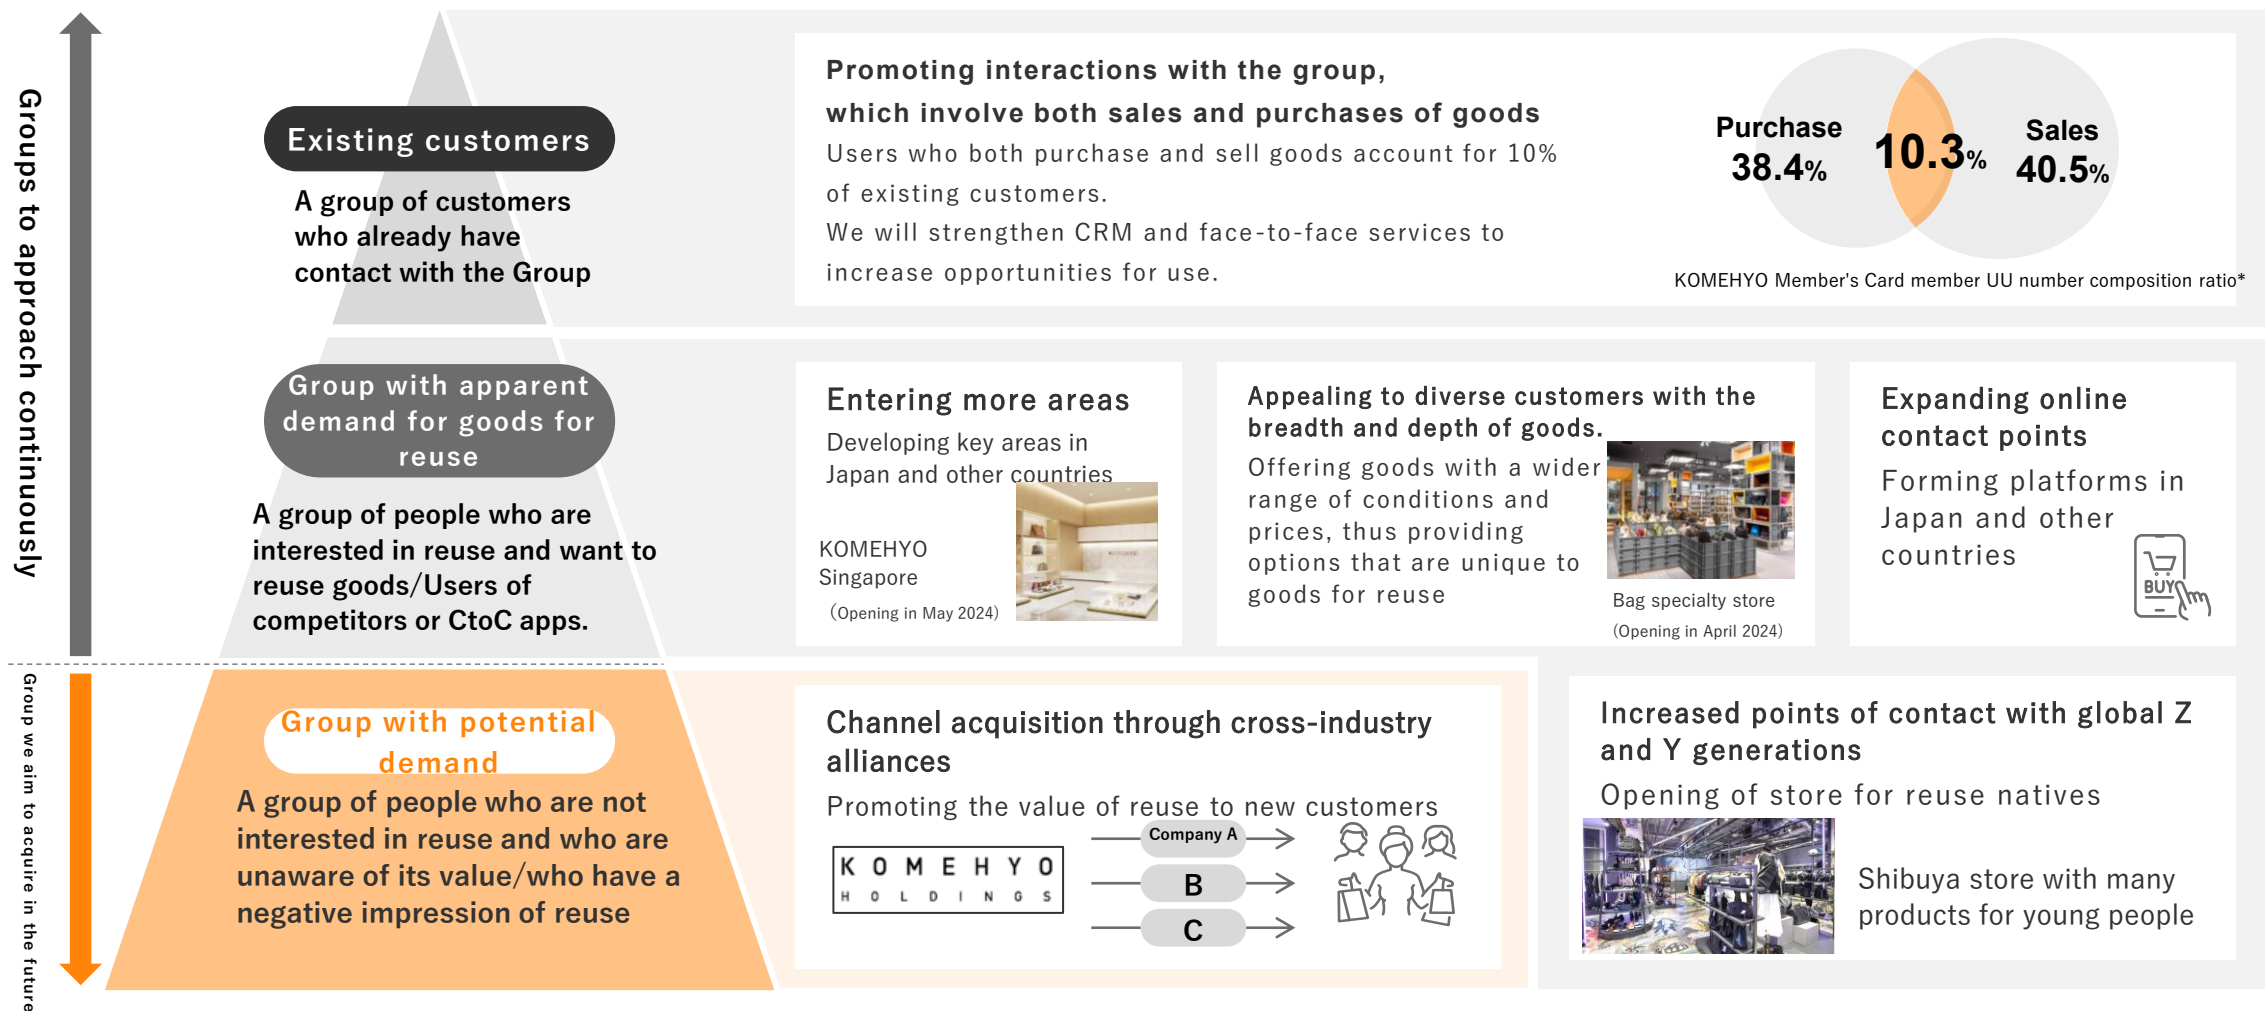 Groups to approach continuously
Existing customers
A group of customers
who already have
contact with the Group
Promoting interactions with the group,
which involve both sales and purchases of goods
Users who both purchase and sell goods account for 10%
of existing customers.
We will strengthen CRM and face-to-face services to
increase opportunities for use.
Purchase
38.4%
10.3%
Sales
40.5%
KOMEHYO Member's Card member UU number composition ratio*
Group with apparent
demand for goods for
reuse
A group of people who are
interested in reuse and want to
reuse goods/Users of
competitors or CtoC apps.
Entering more areas
Developing key areas in
Japan and other countries
KOMEHYO
Singapore
(Opening in May 2024)
Appealing to diverse customers with the
breadth and depth of goods.
Offering goods with a wider
range of conditions and
prices, thus providing
options that are unique to
goods for reuse
Bag specialty store
(Opening in April 2024)
Expanding online
contact points
Forming platforms in
Japan and other
countries
BUY
Group we aim to acquire in the future
Group with potential
demand
A group of people who are not
interested in reuse and who are
unaware of its value/who have a
negative impression of reuse
Channel acquisition through cross-industry
alliances
Promoting the value of reuse to new customers
KOMEHYO
HOLDINGS
Company A
B
C
Increased points of contact with global Z
and Y generations
Opening of store for reuse natives
Shibuya store with many
products for young people